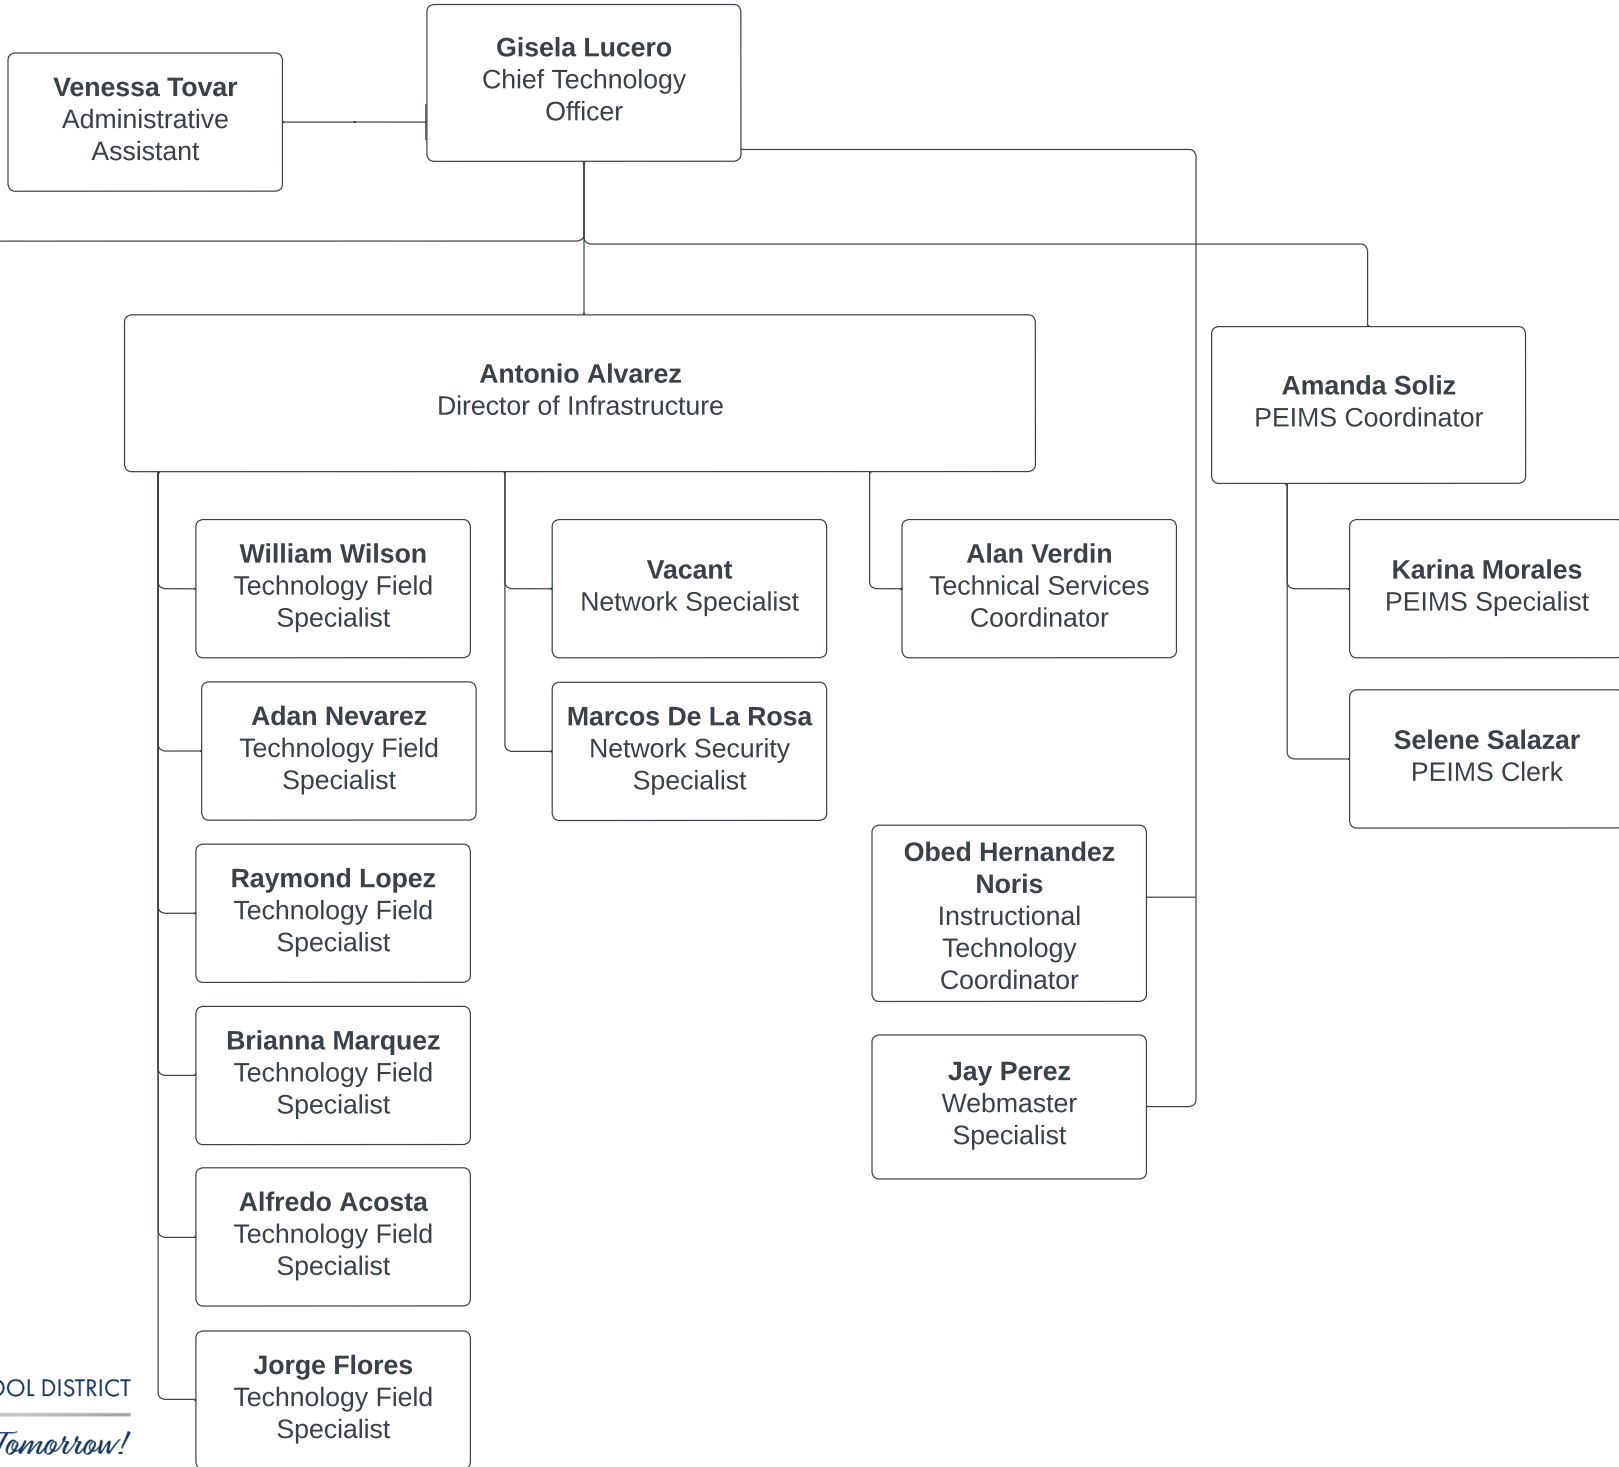 Gisela Lucero
Chief Technology
Officer
Venessa Tovar
Administrative
Assistant
Antonio Alvarez
Director of Infrastructure
Amanda Soliz
PEIMS Coordinator
William Wilson
Technology Field
Specialist
Adan Nevarez
Technology Field
Specialist
Raymond Lopez
Technology Field
Specialist
Brianna Marquez
Technology Field
Specialist
Alfredo Acosta
Technology Field
Specialist
Jorge Flores
Technology Field
Specialist
Vacant
Network Specialist
Marcos De La Rosa
Network Security
Specialist
Alan Verdin
Technical Services
Coordinator
Obed Hernandez
Noris
Instructional
Technology
Coordinator
Jay Perez
Webmaster
Specialist
Karina Morales
PEIMS Specialist
Selene Salazar
PEIMS Clerk
DISTRICT
Tomorrow!